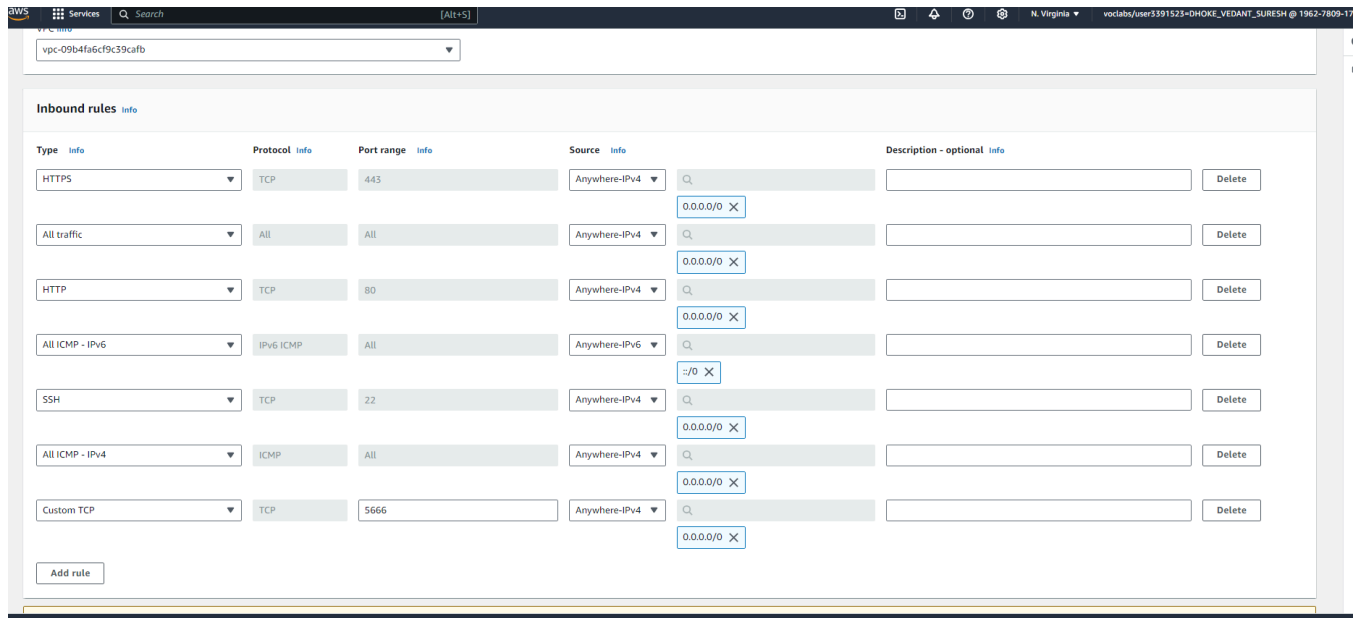 aws Services Search [Alt+S] N. Virginia voclabs/user3391523=DHOKE_VEDANT_SURESH @ 1962-7809-17
VPC Info
vpc-09b4fa6cf9c39cafb
Inbound rules Info
Type Info Protocol Info Port range Info Source Info Description - optional Info
HTTPS TCP 443 Anywhere-IPv4 Delete
0.0.0.0/0
All traffic All All Anywhere-IPv4 Delete
0.0.0.0/0
HTTP TCP 80 Anywhere-IPv4 Delete
0.0.0.0/0
All ICMP - IPv6 IPv6 ICMP All Anywhere-IPv6 Delete
::/0
SSH TCP 22 Anywhere-IPv4 Delete
0.0.0.0/0
All ICMP - IPv4 ICMP All Anywhere-IPv4 Delete
0.0.0.0/0
Custom TCP TCP 5666 Anywhere-IPv4 Delete
0.0.0.0/0
Add rule